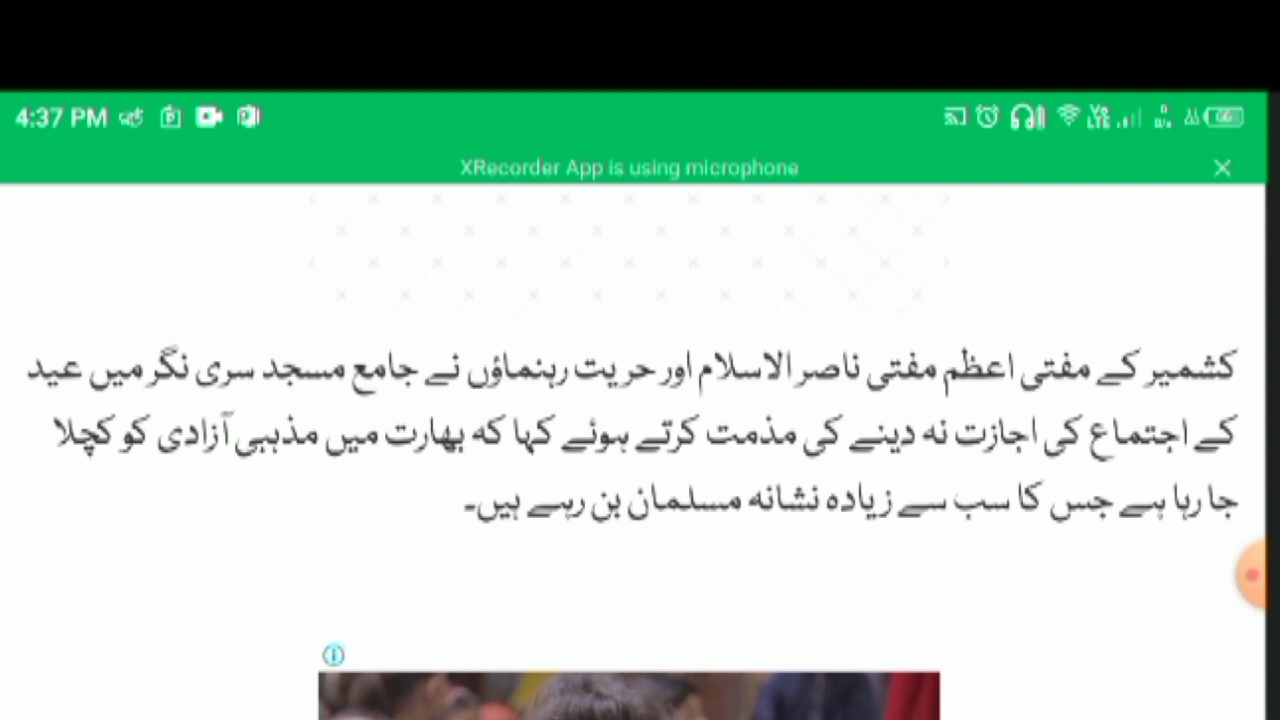 4:37 PM
XRecorder App is using microphone
کشمیر کے مفتی اعظم مفتی ناصر الاسلام اور حریت رہنماؤں نے جامع مسجد سری نگر میں عید
کے اجتماع کی اجازت نہ دینے کی مذمت کرتے ہوئے کہا کہ بھارت میں مذہبی آزادی کو کچلا
جا رہا ہے جس کا سب سے زیادہ نشانہ مسلمان بن رہے ہیں۔